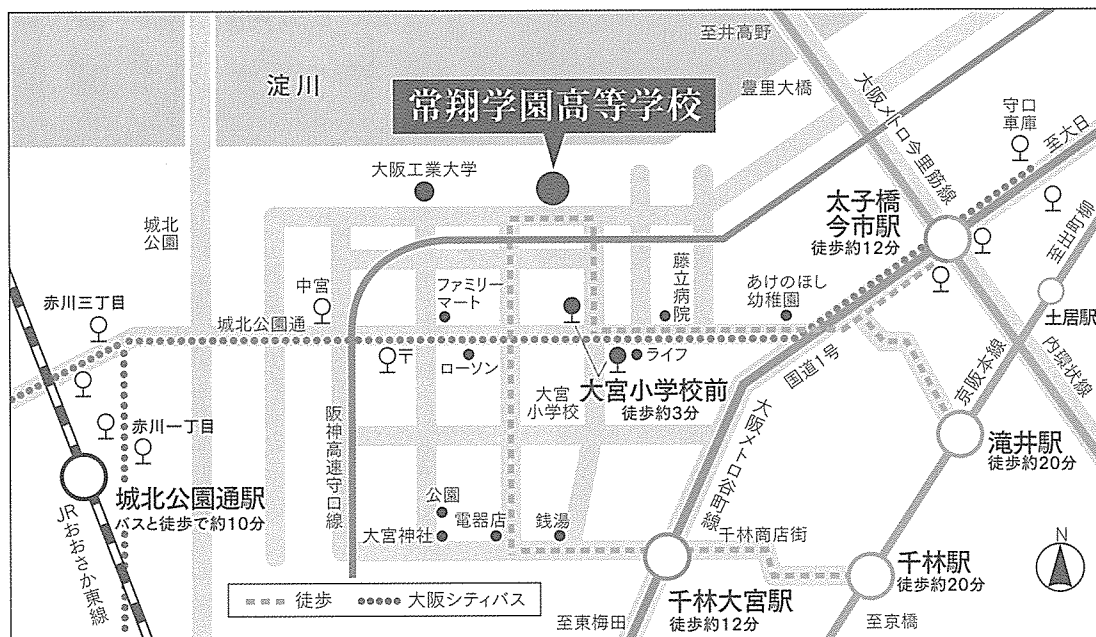 至井高野
淀川
常翔学園高等学校
豊里大橋
大阪メトロ今里筋線
守口
車庫
至大日
大阪工業大学
太子橋
今市駅
徒歩約12分
至出町柳
城北
公園
藤立病院
あけのほし
幼稚園
中宮
ファミリー
マート
赤川三丁目
城北公園通
土居駅
〒
ローソン
ライフ
国道1号
京阪本線
内環状線
大宮
小学校
大宮小学校前
徒歩約3分
赤川一丁目
阪神高速守口線
大阪メトロ谷町線
滝井駅
徒歩約20分
城北公園通駅
バスと徒歩で約10分
JRおおさか東線
公園
大宮神社
電器店
銭湯
千林商店街
千林駅
徒歩約20分
N
徒歩
大阪シティバス
千林大宮駅
徒歩約12分
至東梅田
至京橋